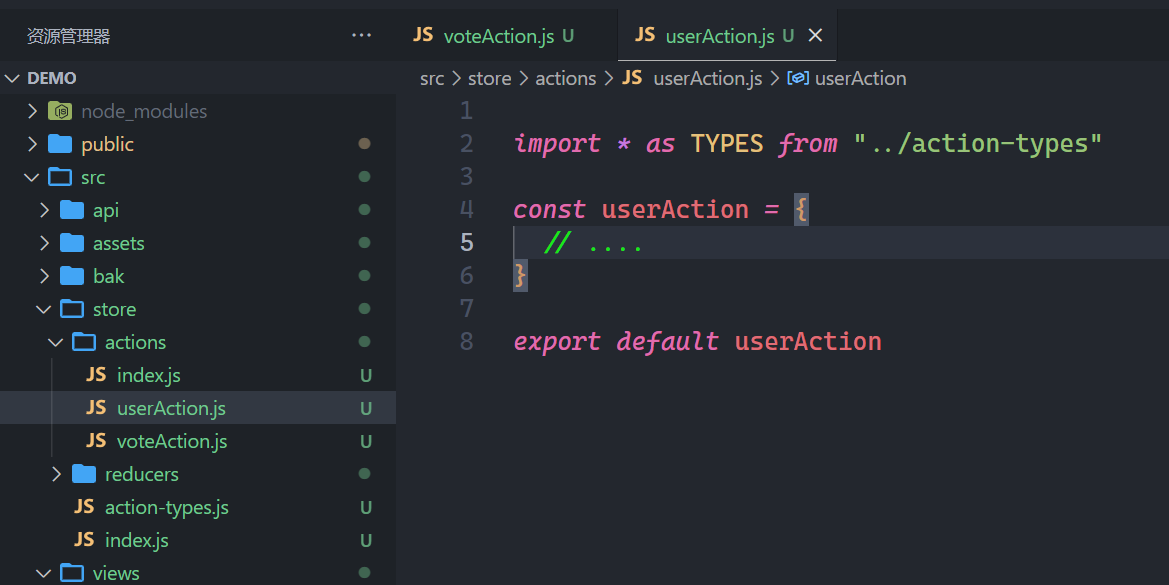 资源管理器 ...
DEMO
node_modules
public
src
api
assets
bak
store
actions
JS index.js U
JS userAction.js U
JS voteAction.js U
reducers
JS action-types.js U
JS index.js U
views
JS voteAction.js U JS userAction.js U ×
src > store > actions > JS userAction.js > userAction
1
2 import * as TYPES from "../action-types"
3
4 const userAction = {
5 // ....
6 }
7
8 export default userAction